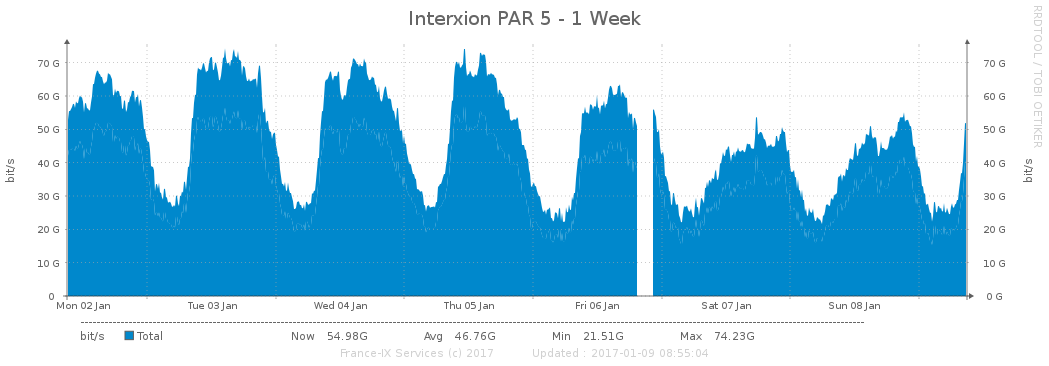 Interxion PAR 5 - 1 Week
RRDTOOL / TOBI OETIKER
bit/s
70 G
60 G
50 G
40 G
30 G
20 G
10 G
0
70 G
60 G
50 G
40 G
30 G
20 G
10 G
0 G
bit/s
Mon 02 Jan Tue 03 Jan Wed 04 Jan Thu 05 Jan Fri 06 Jan Sat 07 Jan Sun 08 Jan
bit/s Total Now 54.98G Avg 46.76G Min 21.51G Max 74.23G
France-IX Services (c) 2017 Updated : 2017-01-09 08:55:04